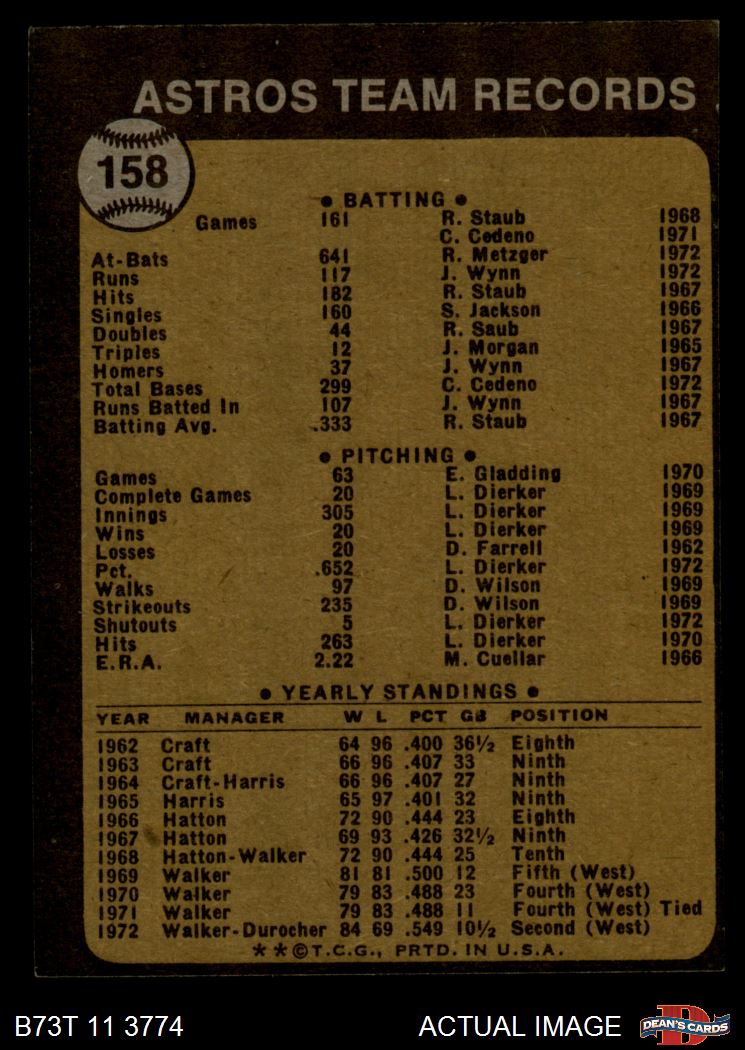 ASTROS TEAM RECORDS
158
• BATTING •
Games 161 R. Staub 1968
C. Cedeno 1971
At-Bats 641 R. Metzger 1972
Runs 117 J. Wynn 1972
Hits 182 R. Staub 1967
Singles 160 S. Jackson 1966
Doubles 44 R. Saub 1967
Triples 12 J. Morgan 1965
Homers 37 J. Wynn 1967
Total Bases 299 C. Cedeno 1972
Runs Batted In 107 J. Wynn 1967
Batting Avg. .333 R. Staub 1967
• PITCHING •
Games 63 E. Gladding 1970
Complete Games 20 L. Dierker 1969
Innings 305 L. Dierker 1969
Wins 20 L. Dierker 1969
Losses 20 D. Farrell 1962
Pct. .652 L. Dierker 1972
Walks 97 D. Wilson 1969
Strikeouts 235 D. Wilson 1969
Shutouts 5 L. Dierker 1972
Hits 263 L. Dierker 1970
E.R.A. 2.22 M. Cuellar 1966
• YEARLY STANDINGS •
YEAR MANAGER W L PCT GB POSITION
1962 Craft 64 96 .400 36½ Eighth
1963 Craft 66 96 .407 33 Ninth
1964 Craft-Harris 66 96 .407 27 Ninth
1965 Harris 65 97 .401 32 Ninth
1966 Hatton 72 90 .444 23 Eighth
1967 Hatton 69 93 .426 32½ Ninth
1968 Hatton-Walker 72 90 .444 25 Tenth
1969 Walker 81 81 .500 12 Fifth (West)
1970 Walker 79 83 .488 23 Fourth (West)
1971 Walker 79 83 .488 11 Fourth (West) Tied
1972 Walker-Durocher 84 69 .549 10½ Second (West)
**©T.C.G., PRTD. IN U.S.A.
B73T 11 3774 ACTUAL IMAGE DEAN'S CARDS